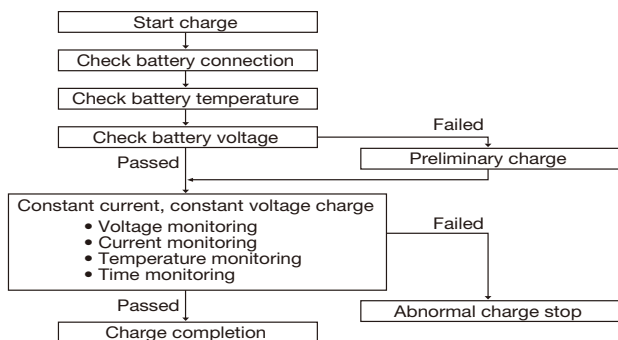 Start charge
Check battery connection
Check battery temperature
Check battery voltage
Failed
Passed
Preliminary charge
Constant current, constant voltage charge
• Voltage monitoring
• Current monitoring
• Temperature monitoring
• Time monitoring
Failed
Passed
Abnormal charge stop
Charge completion